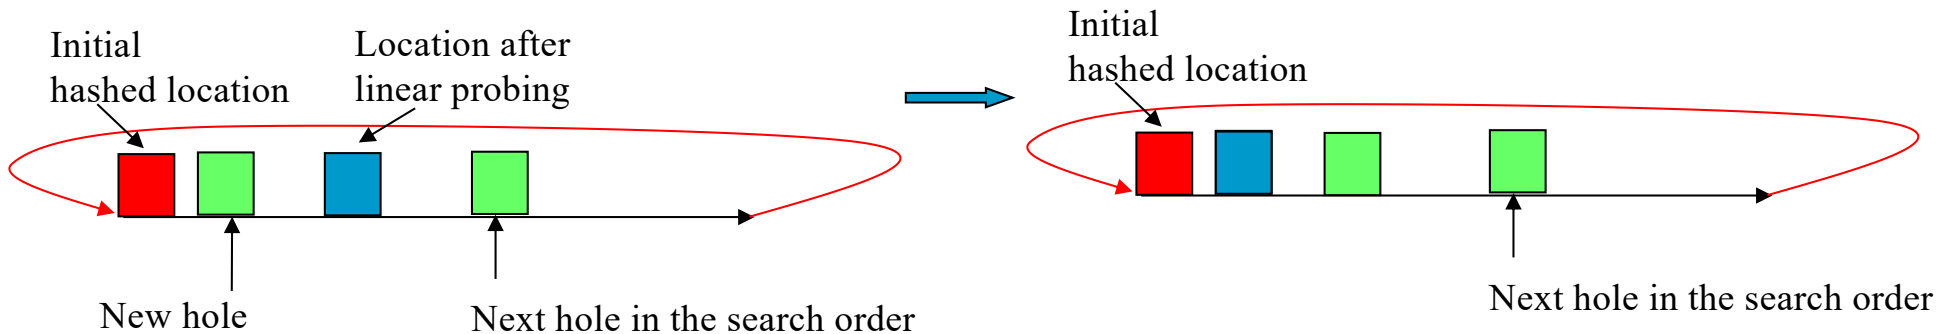 Initial
hashed location
Location after
linear probing
New hole
Next hole in the search order
Initial
hashed location
Next hole in the search order